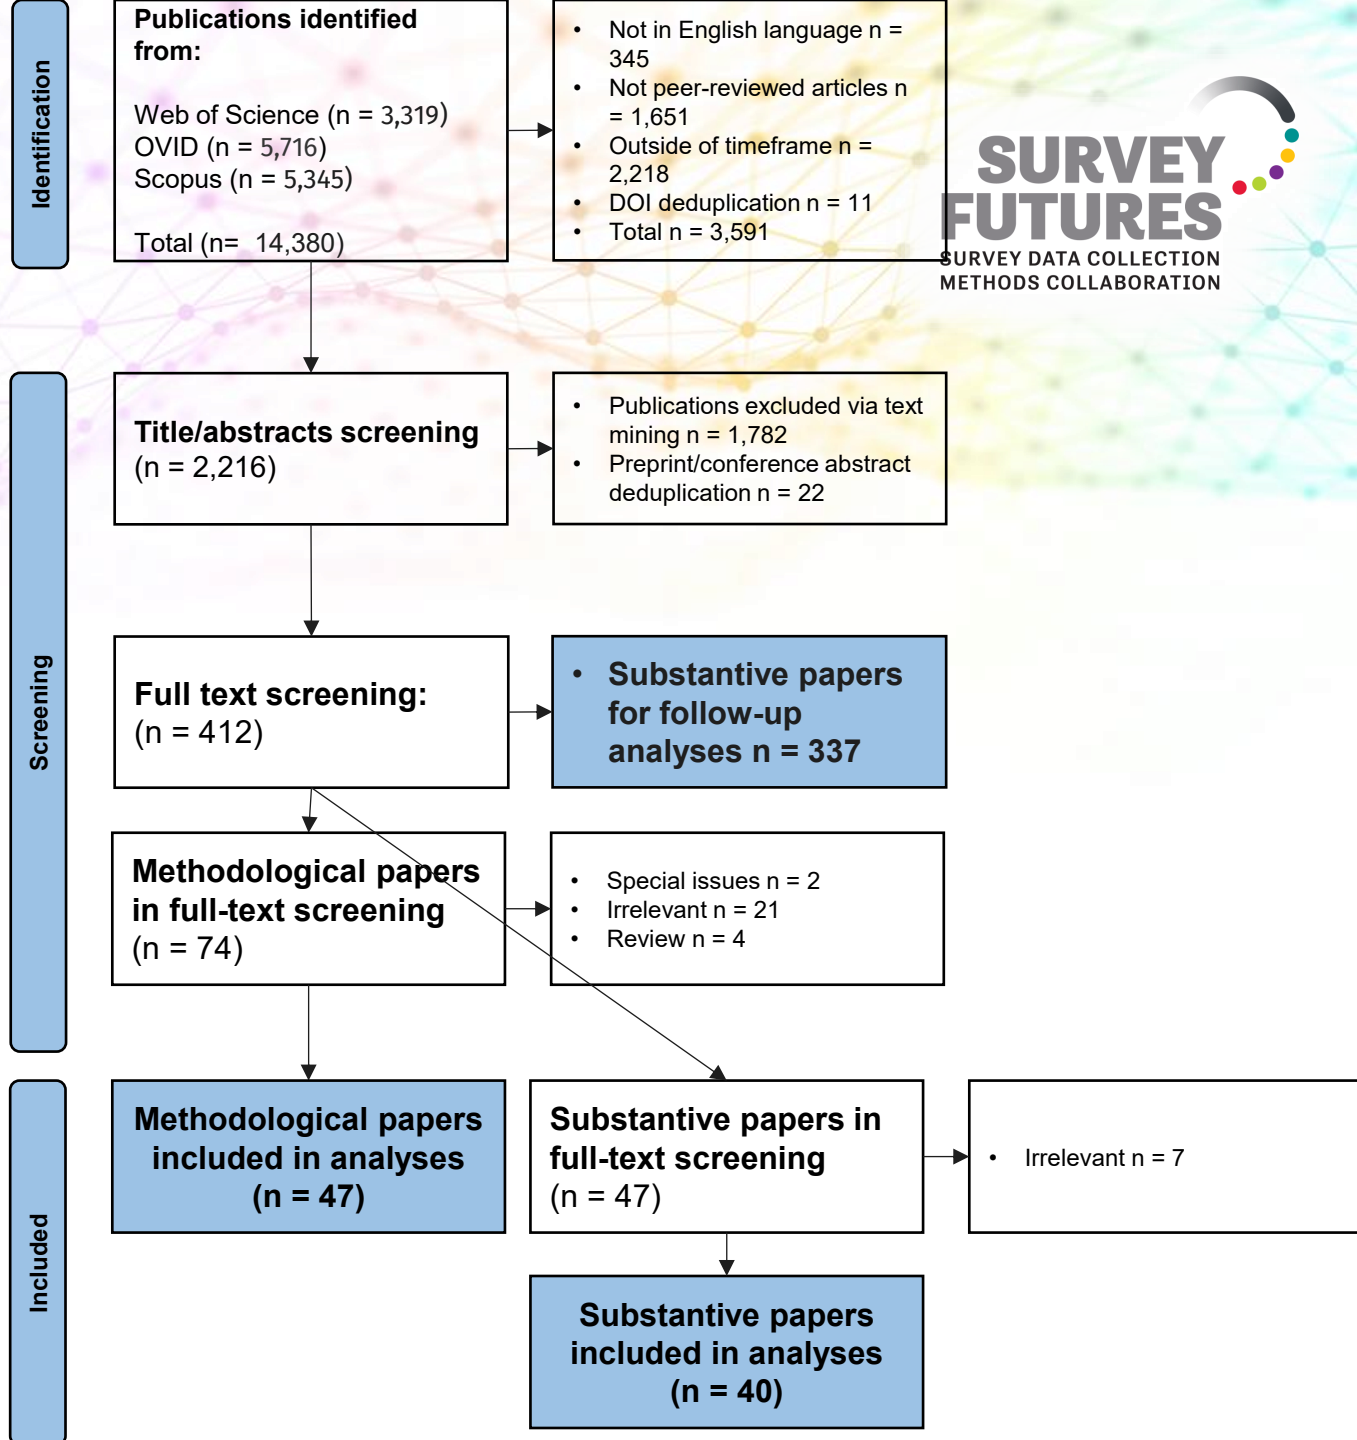 Identification
Publications identified
from:
Web of Science (n = 3,319)
OVID (n = 5,716)
Scopus (n = 5,345)
Total (n= 14,380)
• Not in English language n =
345
• Not peer-reviewed articles n
= 1,651
• Outside of timeframe n =
2,218
• DOI deduplication n = 11
• Total n = 3,591
SURVEY
FUTURES
SURVEY DATA COLLECTION
METHODS COLLABORATION
Screening
Title/abstracts screening
(n = 2,216)
• Publications excluded via text
mining n = 1,782
• Preprint/conference abstract
deduplication n = 22
Full text screening:
(n = 412)
• Substantive papers
for follow-up
analyses n = 337
Methodological papers
in full-text screening
(n = 74)
• Special issues n = 2
• Irrelevant n = 21
• Review n = 4
Included
Methodological papers
included in analyses
(n = 47)
Substantive papers in
full-text screening
(n = 47)
• Irrelevant n = 7
Substantive papers
included in analyses
(n = 40)